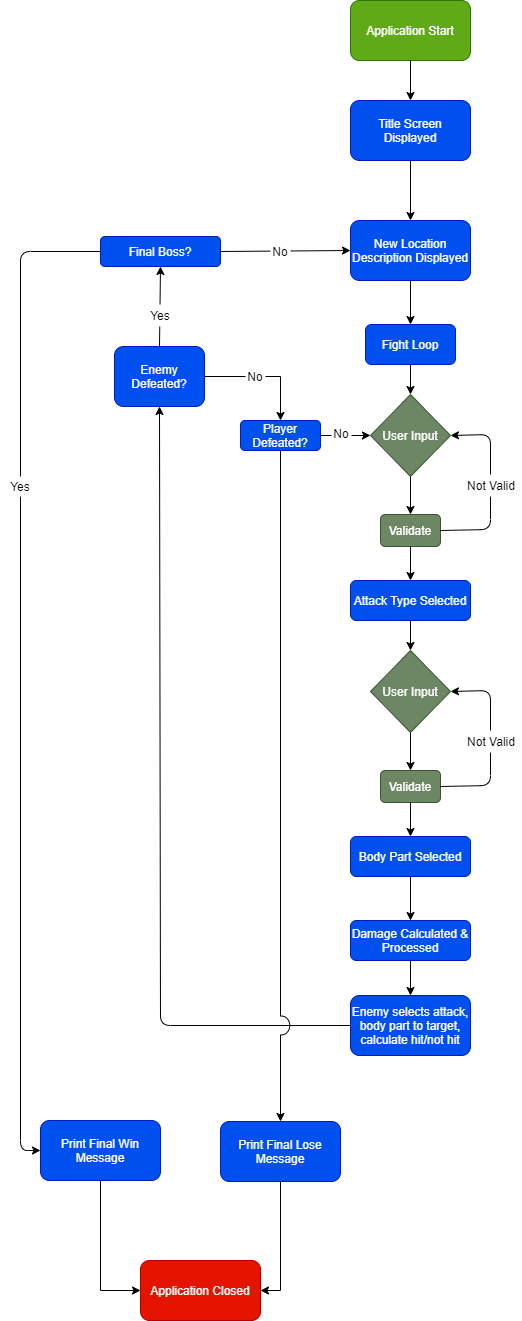 Application Start
Title Screen
Displayed
Final Boss?
No
New Location
Description Displayed
Yes
Fight Loop
Enemy
Defeated?
No
Player
Defeated?
No
User Input
Yes
Not Valid
Validate
Attack Type Selected
User Input
Not Valid
Validate
Body Part Selected
Damage Calculated &
Processed
Enemy selects attack,
body part to target,
calculate hit/not hit
Print Final Win
Message
Print Final Lose
Message
Application Closed